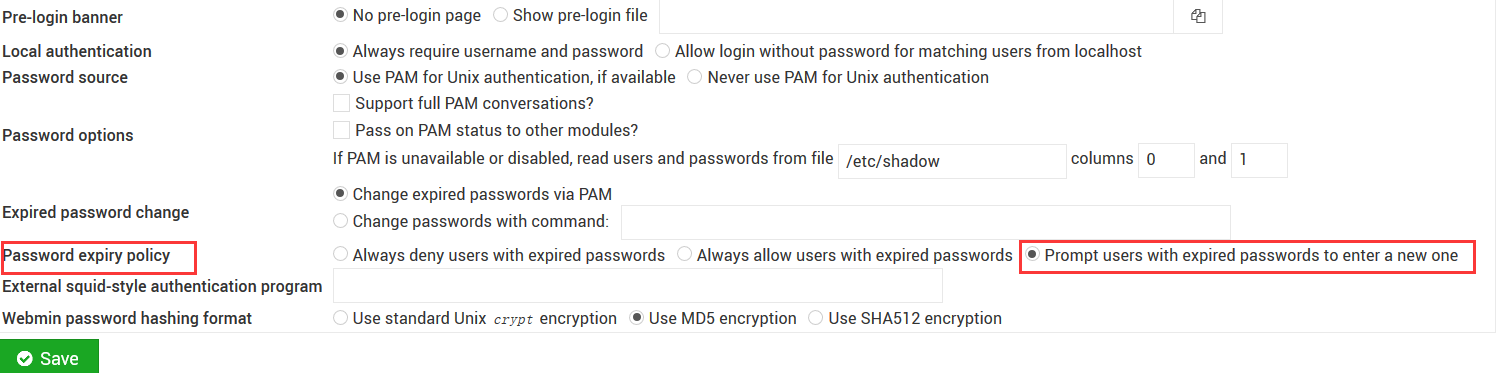 Pre-login banner No pre-login page Show pre-login file
Local authentication Always require username and password Allow login without password for matching users from localhost
Password source Use PAM for Unix authentication, if available Never use PAM for Unix authentication
Support full PAM conversations?
Password options Pass on PAM status to other modules?
If PAM is unavailable or disabled, read users and passwords from file /etc/shadow columns 0 and 1
Change expired passwords via PAM
Expired password change
Change passwords with command:
Password expiry policy Always deny users with expired passwords Always allow users with expired passwords Prompt users with expired passwords to enter a new one
External squid-style authentication program
Webmin password hashing format Use standard Unix crypt encryption Use MD5 encryption Use SHA512 encryption
Save